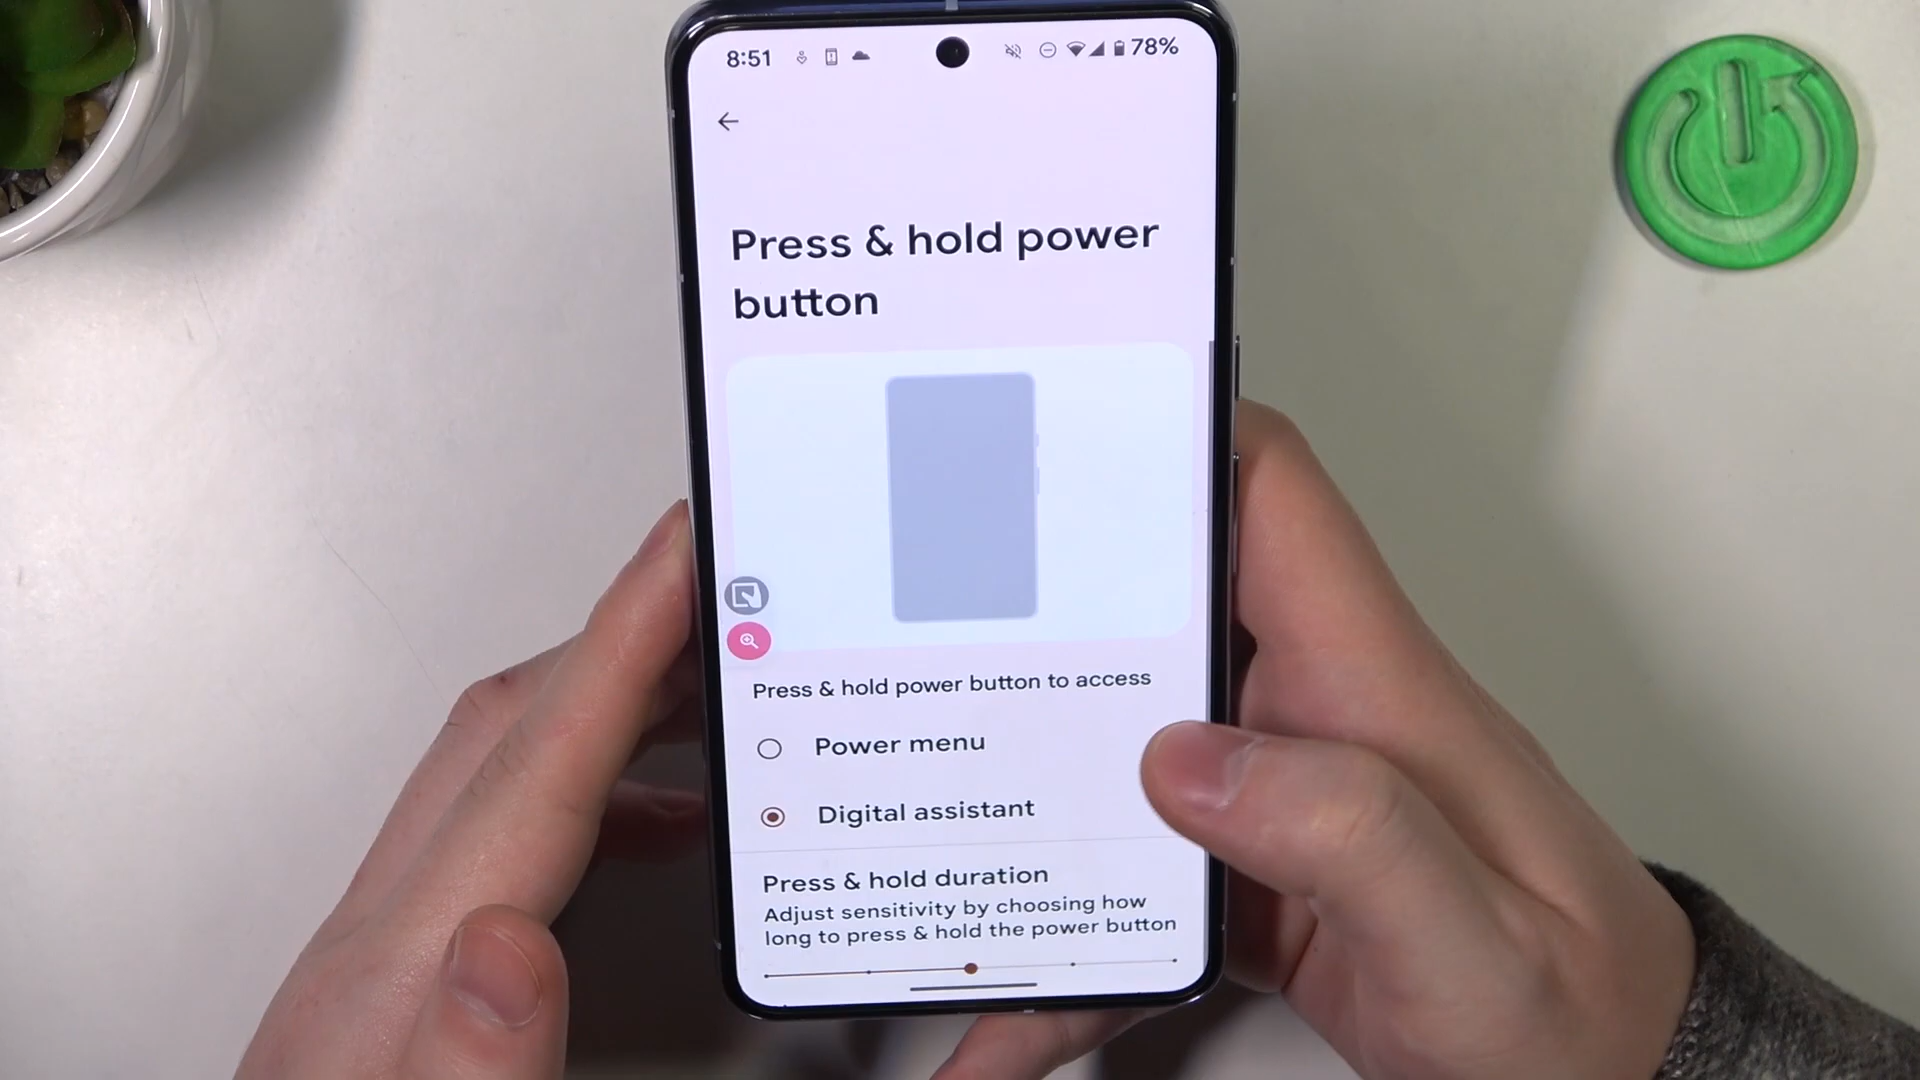 8:51
78%
Press & hold power
button
Press & hold power button to access
Power menu
Digital assistant
Press & hold duration
Adjust sensitivity by choosing how
long to press & hold the power button